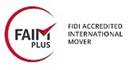 FAIM
PLUS
FIDI ACCREDITED
INTERNATIONAL
MOVER